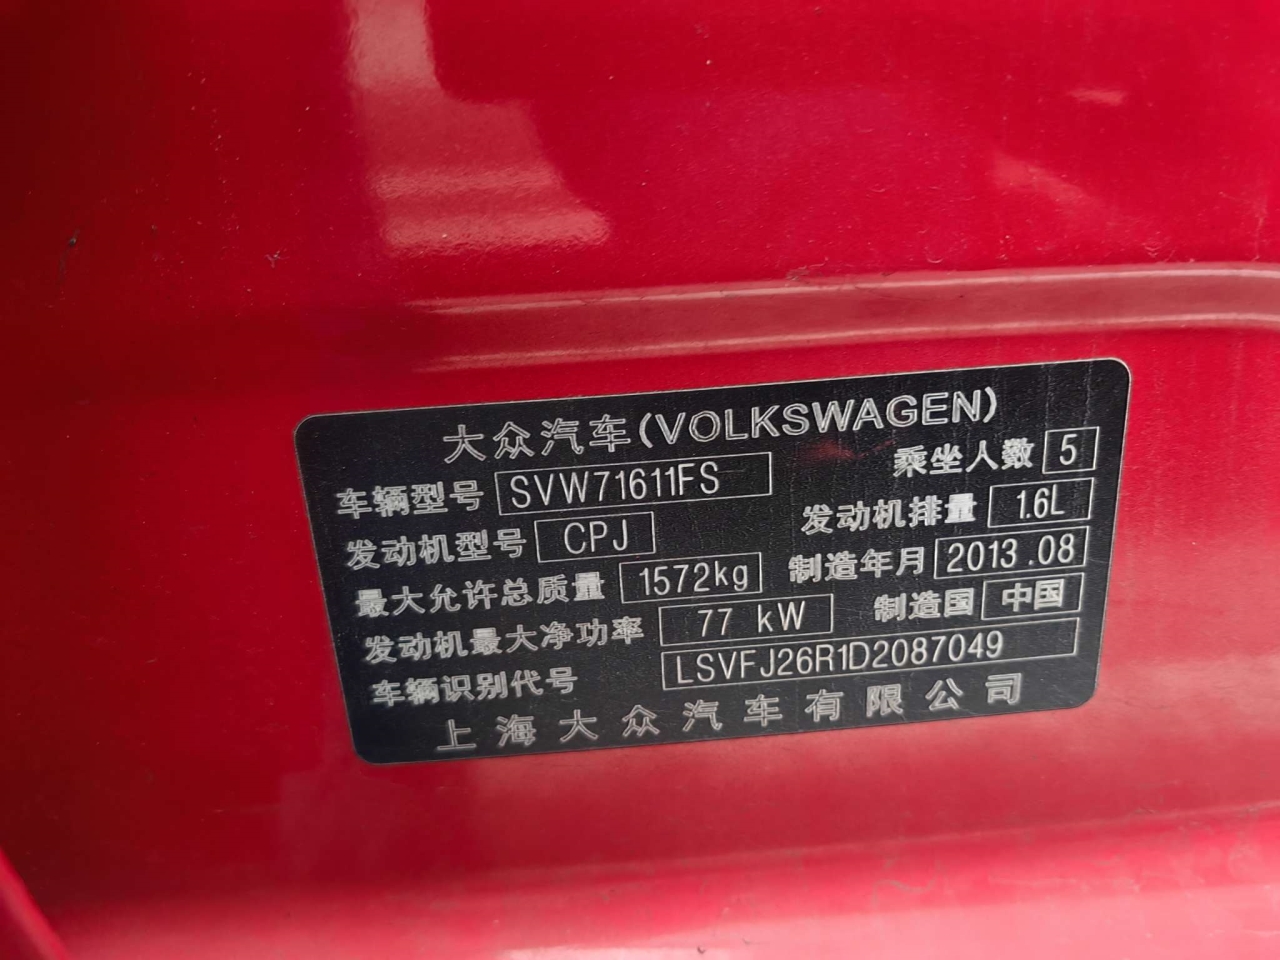 大众汽车(VOLKSWAGEN)
车辆型号 SVW71611FS 乘坐人数 5
发动机型号 CPJ 发动机排量 1.6L
最大允许总质量 1572kg 制造年月 2013.08
发动机最大净功率 77 kW 制造国 中国
车辆识别代号 LSVFJ26R1D2087049
上海大众汽车有限公司